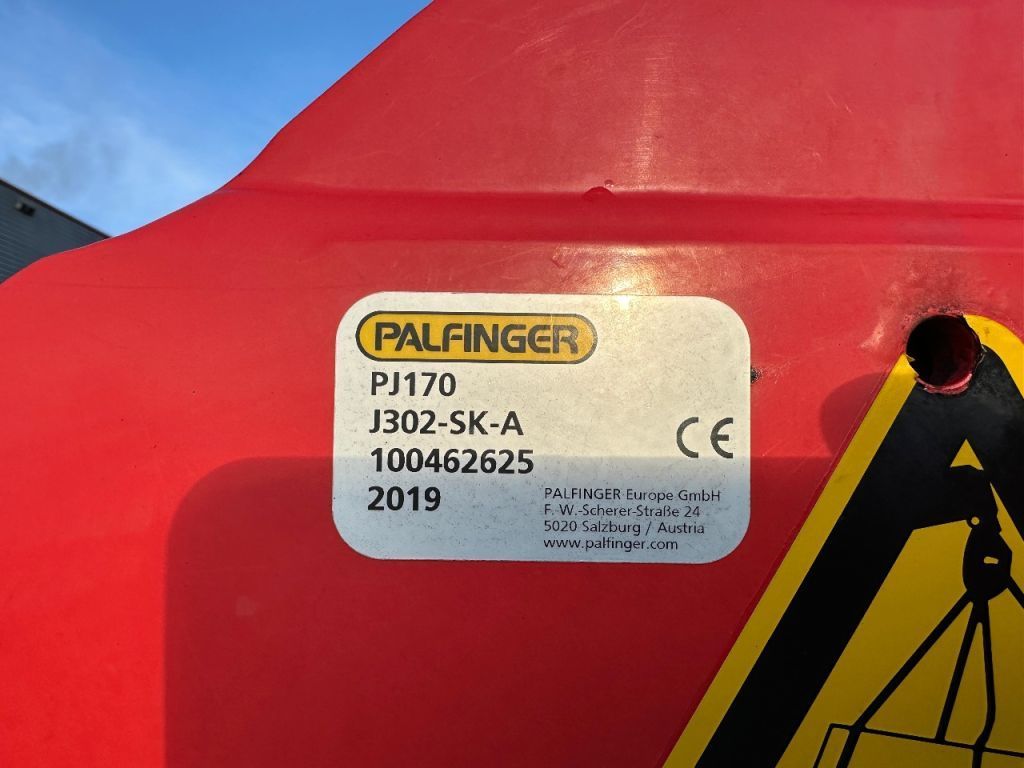 PALFINGER
PJ170
J302-SK-A
100462625
2019
CE
PALFINGER Europe GmbH
F.-W.-Scherer-Straße 24
5020 Salzburg / Austria
www.palfinger.com